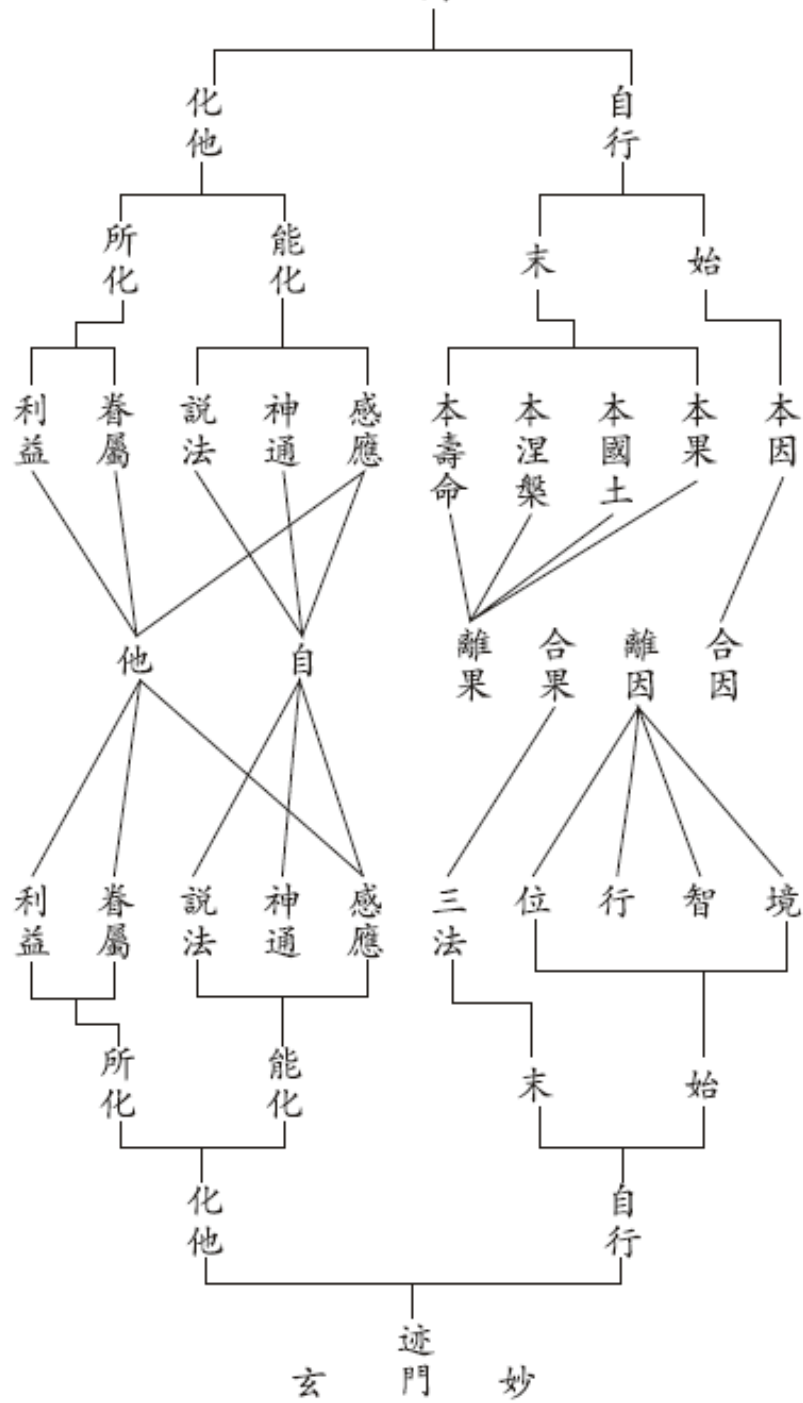 自行
化他
始
末
能化
所化
本因
本果
本國土
本涅槃
本壽命
感應
神通
説法
眷屬
利益
合因
離因
合果
離果
自
他
境
智
行
位
三法
感應
神通
説法
眷屬
利益
始
末
能化
所化
自行
化他
迹
妙門玄